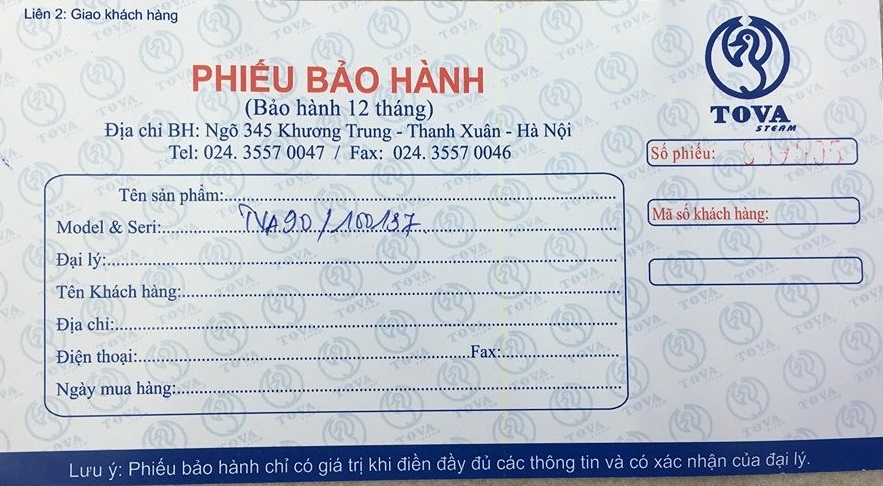 Liên 2: Giao khách hàng
PHIẾU BẢO HÀNH
(Bảo hành 12 tháng)
Địa chỉ BH: Ngõ 345 Khương Trung - Thanh Xuân - Hà Nội
Tel: 024. 3557 0047 / Fax: 024. 3557 0046
TOVA
STEAM
Số phiếu:
Mã số khách hàng:
Tên sản phẩm:
Model & Seri: TVA90/100187
Đại lý:
Tên Khách hàng:
Địa chỉ:
Điện thoại: Fax:
Ngày mua hàng:
Lưu ý: Phiếu bảo hành chỉ có giá trị khi điền đầy đủ các thông tin và có xác nhận của đại lý.